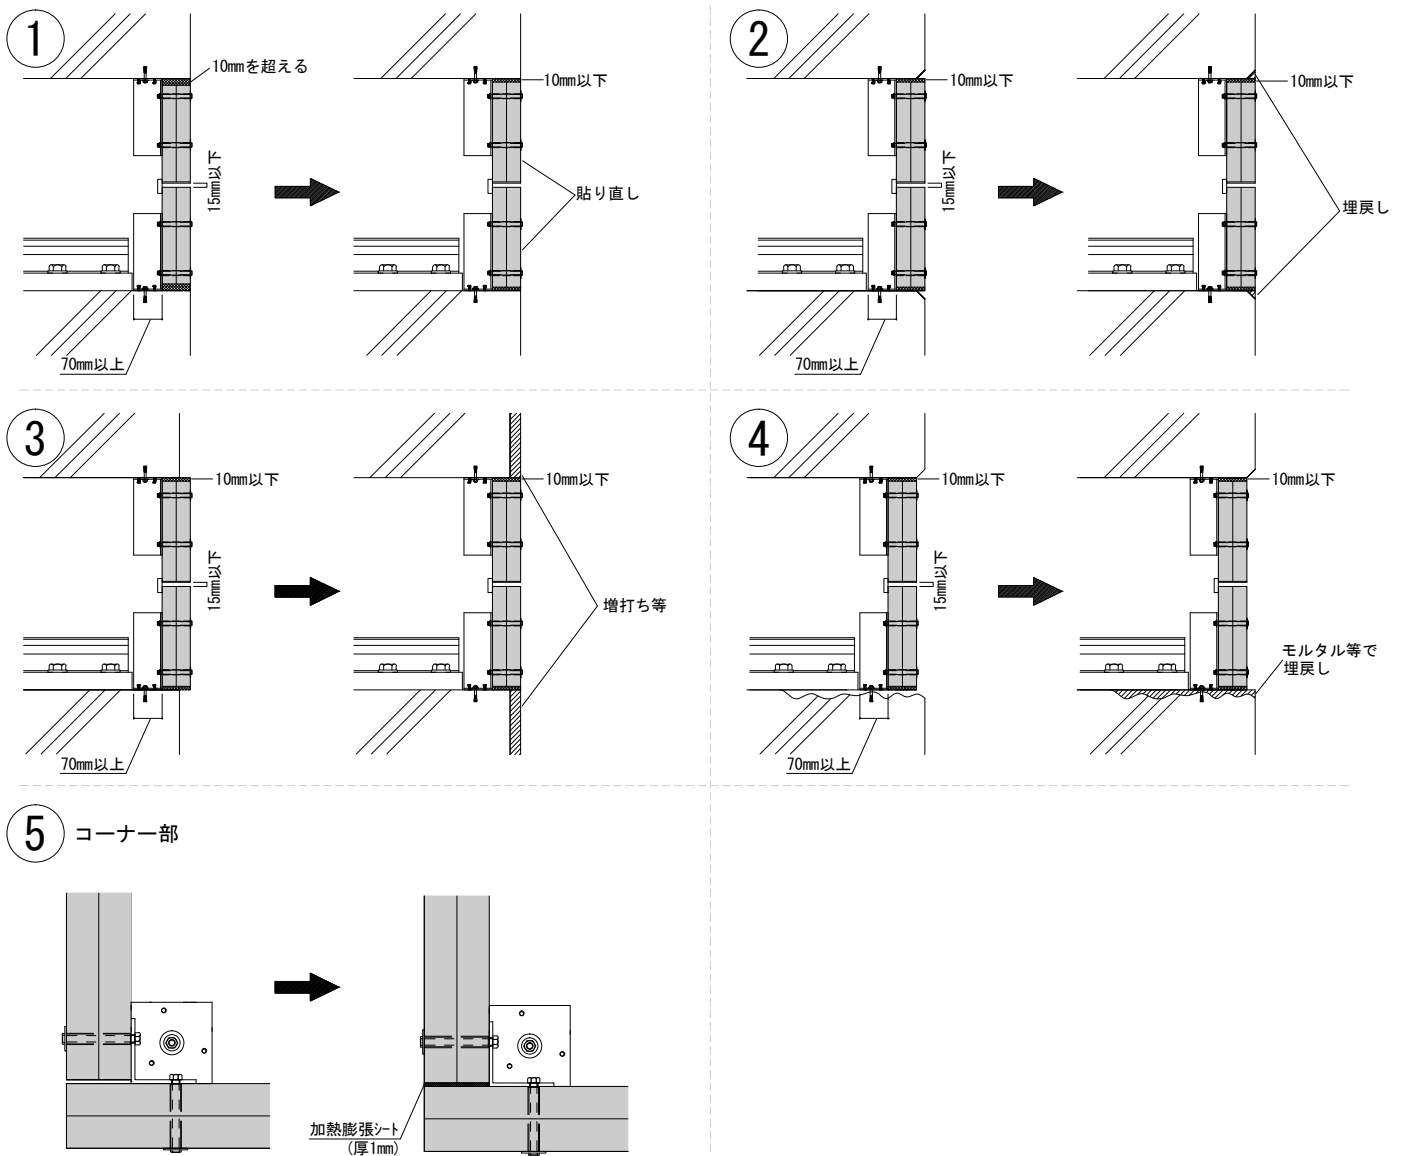 1
10mmを超える
15mm以下
70mm以上
10mm以下
貼り直し
2
10mm以下
15mm以下
70mm以上
10mm以下
埋戻し
3
10mm以下
15mm以下
70mm以上
10mm以下
増打ち等
4
10mm以下
15mm以下
70mm以上
10mm以下
モルタル等で
埋戻し
5 コーナー部
加熱膨張シート
(厚1mm)